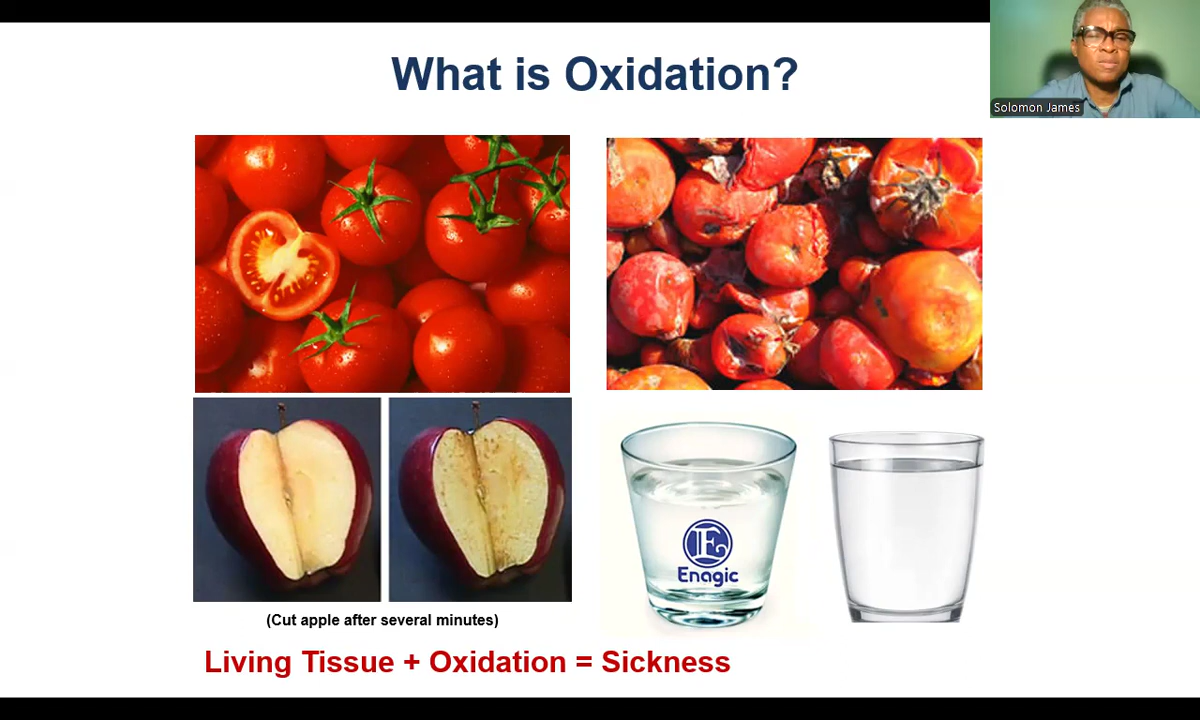 What is Oxidation?
Solomon James
E
Enagic
(Cut apple after several minutes)
Living Tissue + Oxidation = Sickness